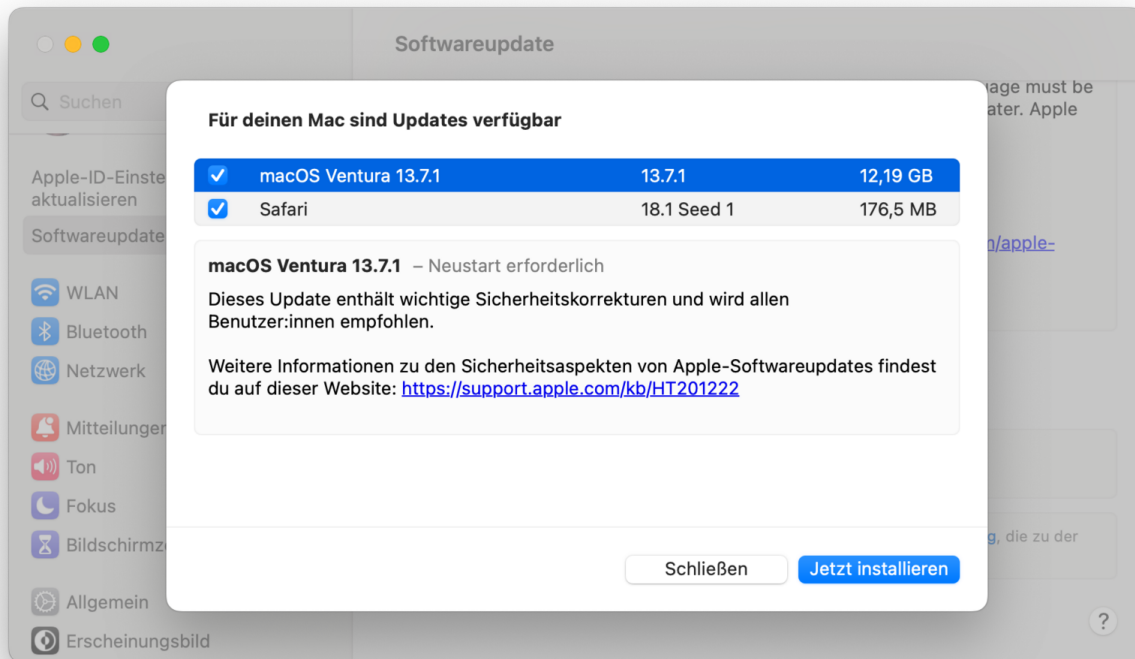 Softwareupdate
Suchen
Apple-ID-Einste
aktualisieren
Softwareupdate
WLAN
Bluetooth
Netzwerk
Mitteilungen
Ton
Fokus
Bildschirmze
Allgemein
Erscheinungsbild
Für deinen Mac sind Updates verfügbar
macOS Ventura 13.7.1 13.7.1 12,19 GB
Safari 18.1 Seed 1 176,5 MB
macOS Ventura 13.7.1 – Neustart erforderlich
Dieses Update enthält wichtige Sicherheitskorrekturen und wird allen
Benutzer:innen empfohlen.
Weitere Informationen zu den Sicherheitsaspekten von Apple-Softwareupdates findest
du auf dieser Website: https://support.apple.com/kb/HT201222
Schließen Jetzt installieren
age must be
ater. Apple
n/apple-
g, die zu der
?